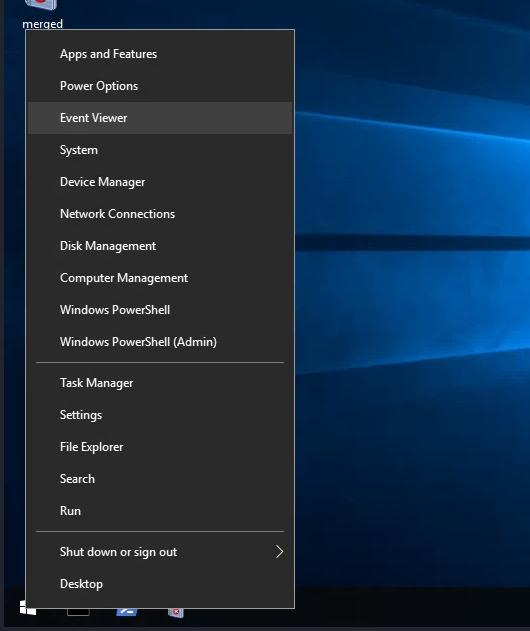 merged
Apps and Features
Power Options
Event Viewer
System
Device Manager
Network Connections
Disk Management
Computer Management
Windows PowerShell
Windows PowerShell (Admin)
Task Manager
Settings
File Explorer
Search
Run
Shut down or sign out
Desktop